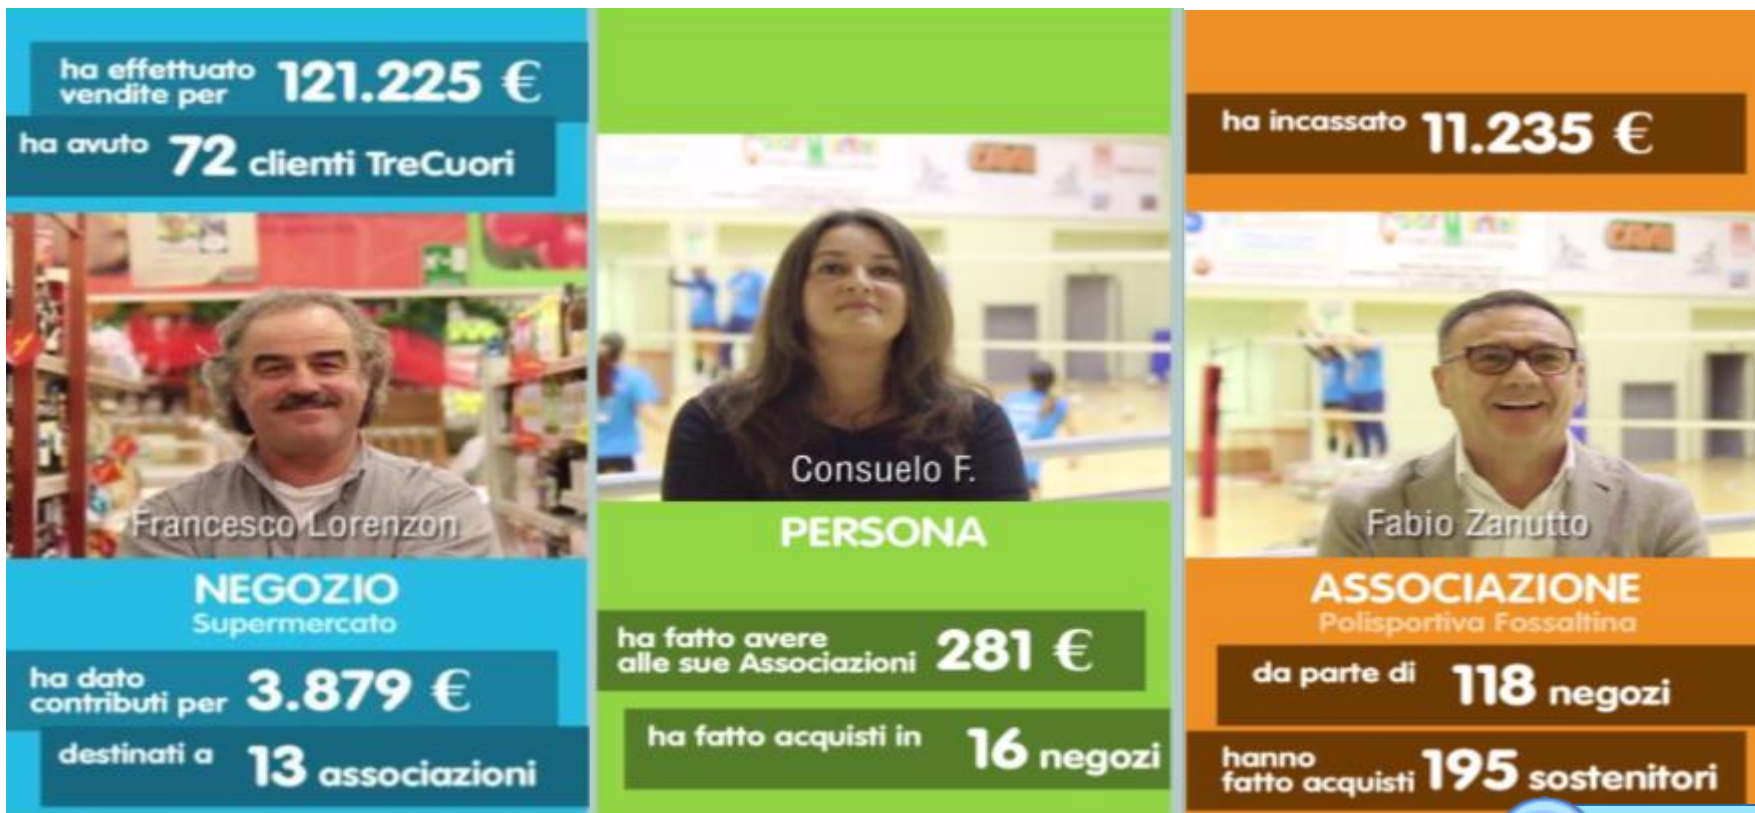 ha effettuato
vendite per 121.225 €
ha avuto 72 clienti TreCuori
Francesco Lorenzon
NEGOZIO
Supermercato
ha dato
contributi per 3.879 €
destinati a 13 associazioni
Consuelo F.
PERSONA
ha fatto avere
alle sue Associazioni 281 €
ha fatto acquisti in 16 negozi
ha incassato 11.235 €
Fabio Zanutto
ASSOCIAZIONE
Polisportiva Fossaltina
da parte di 118 negozi
hanno
fatto acquisti 195 sostenitori